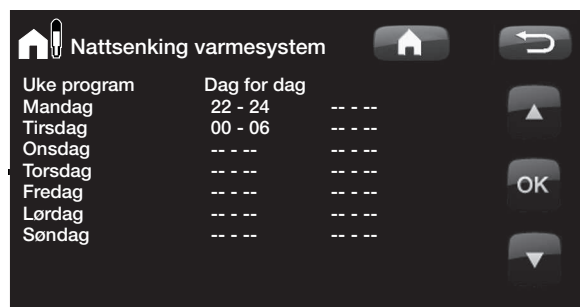 Nattsenking varmesystem
Uke program Dag for dag
Mandag 22 - 24 -- - --
Tirsdag 00 - 06 -- - --
Onsdag -- - -- -- - --
Torsdag -- - -- -- - --
Fredag -- - -- -- - --
Lørdag -- - -- -- - --
Søndag -- - -- -- - --
OK